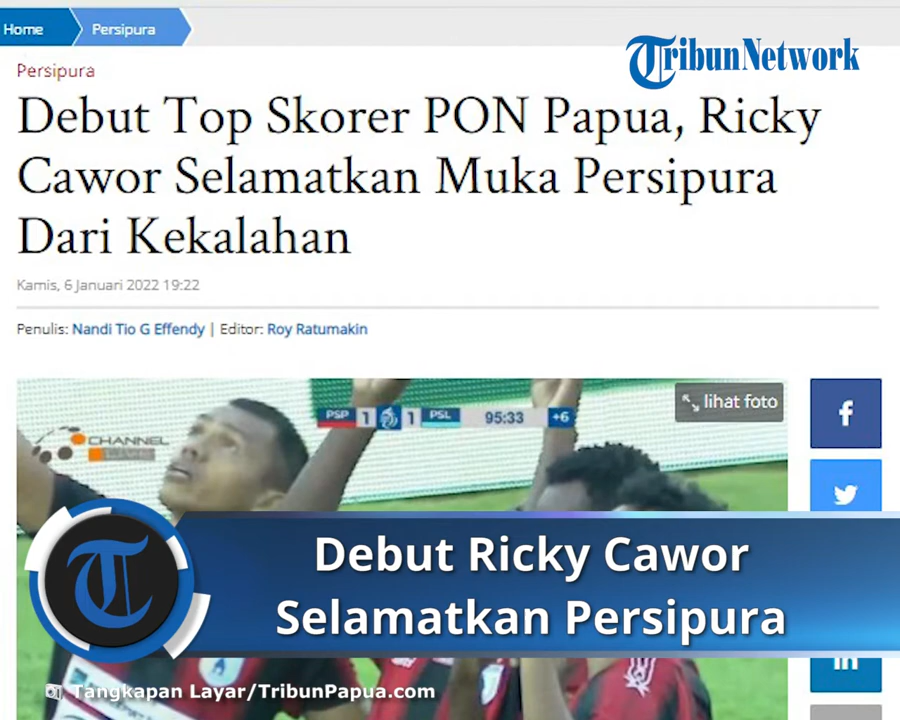 Home
Persipura
TribunNetwork
Persipura
Debut Top Skorer PON Papua, Ricky
Cawor Selamatkan Muka Persipura
Dari Kekalahan
Kamis, 6 Januari 2022 19:22
Penulis: Nandi Tio G Effendy | Editor: Roy Ratumakin
lihat foto
PSP 1 1 PSL 95:33 +6
CHANNEL
f
T
Debut Ricky Cawor
Selamatkan Persipura
in
Tangkapan Layar/TribunPapua.com